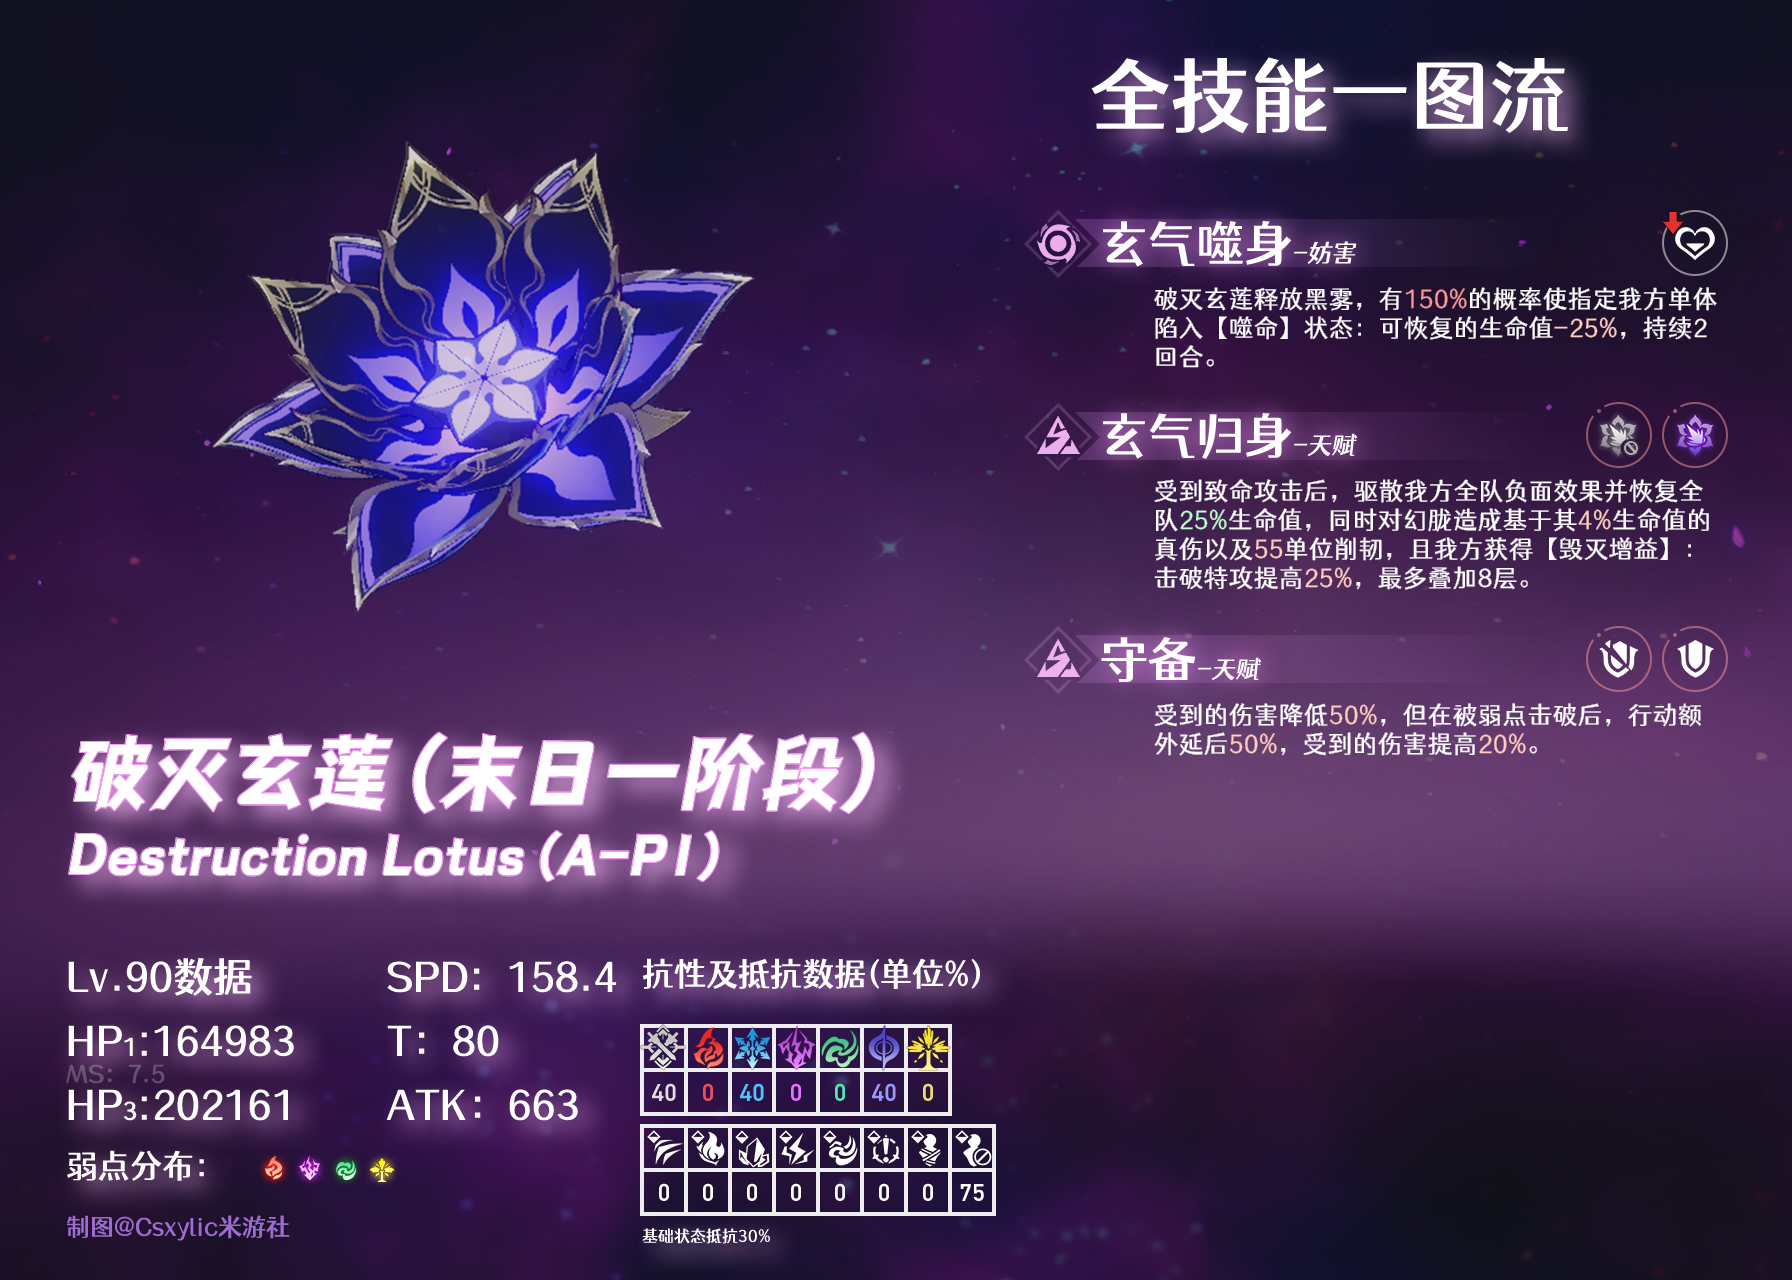 全技能一图流
玄气噬身-妨害
破灭玄莲释放黑雾，有150%的概率使指定我方单体
陷入【噬命】状态：可恢复的生命值-25%，持续2
回合。
玄气归身-天赋
受到致命攻击后，驱散我方全队负面效果并恢复全
队25%生命值，同时对幻胧造成基于其4%生命值的
真伤以及55单位削韧，且我方获得【毁灭增益】：
击破特攻提高25%，最多叠加8层。
守备-天赋
受到的伤害降低50%，但在被弱点击破后，行动额
外延后50%，受到的伤害提高20%。
破灭玄莲(末日一阶段)
Destruction Lotus(A-P1)
Lv.90数据
SPD：158.4
HP1:164983
T：80
MS：7.5
HP3:202161
ATK：663
弱点分布：
制图@Csxylic米游社
抗性及抵抗数据(单位%)
40 0 40 0 0 40 0
0 0 0 0 0 0 0 75
基础状态抵抗30%